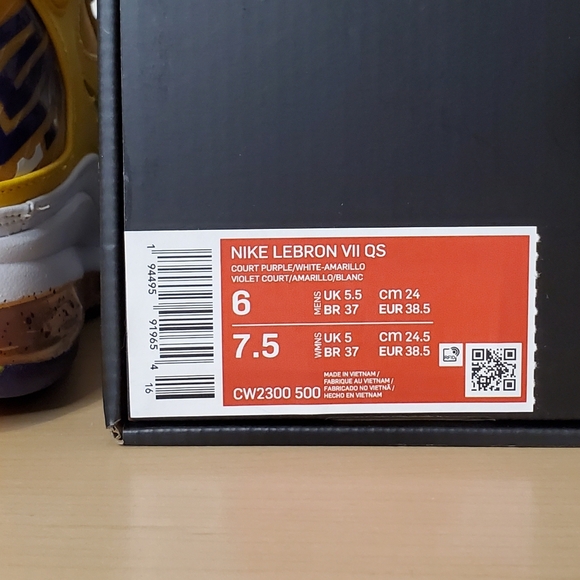 NIKE LEBRON VII QS
COURT PURPLE/WHITE-AMARILLO
VIOLET COURT/AMARILLO/BLANC
6 MENS UK 5.5 cm 24
BR 37 EUR 38.5
7.5 WMNS UK 5 cm 24.5
BR 37 EUR 38.5
CW2300 500
MADE IN VIETNAM /
FABRIQUE AU VIETNAM /
FABRICADO NO VIETNÃ /
HECHO EN VIETNAM
RFID
1 94495 91965 4 16